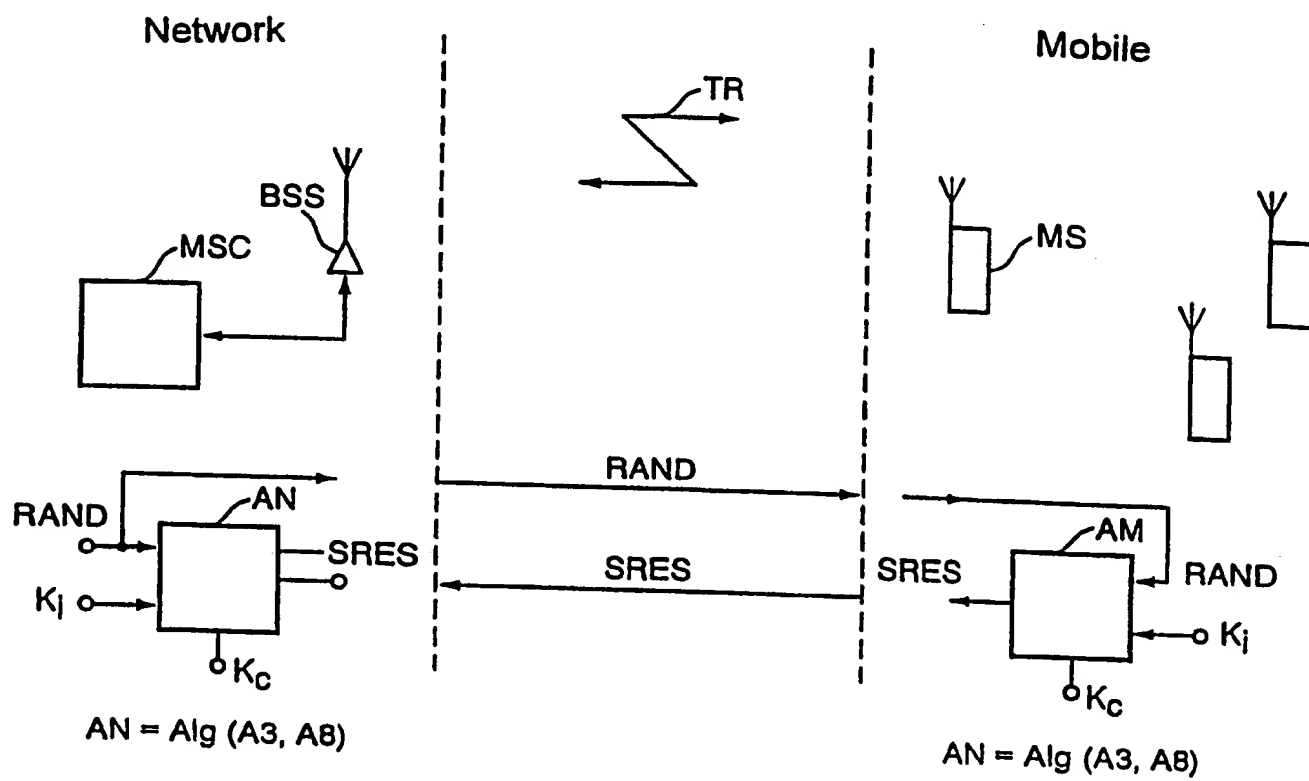 Network
Mobile
TR
BSS
MSC
MS
RAND
AN
RAND
SRES
Ki
Kc
AN = Alg (A3, A8)
SRES
AM
SRES
RAND
Ki
Kc
AN = Alg (A3, A8)